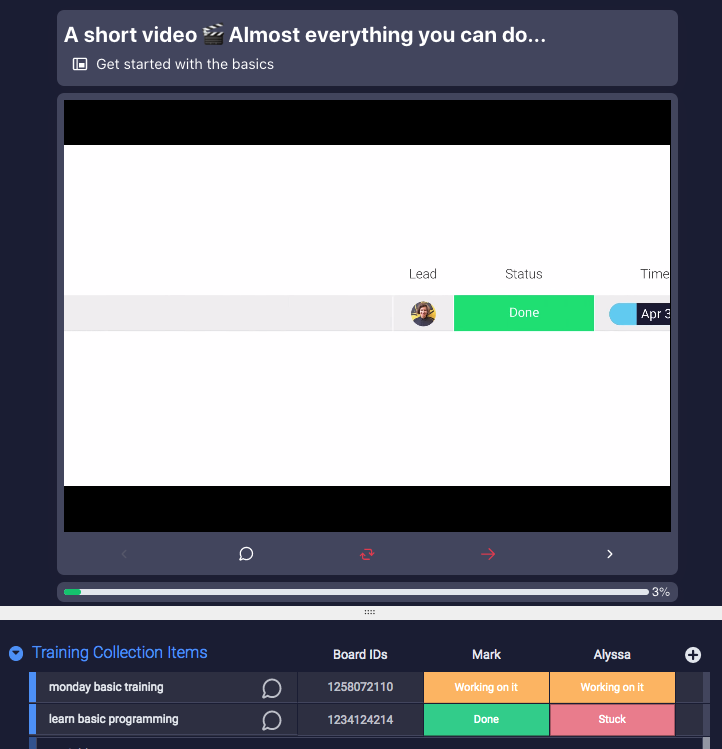 A short video 🎬 Almost everything you can do...
Get started with the basics
Lead Status Time
Done Apr 3
3%
Training Collection Items Board IDs Mark Alyssa
monday basic training 1258072110 Working on it Working on it
learn basic programming 1234124214 Done Stuck